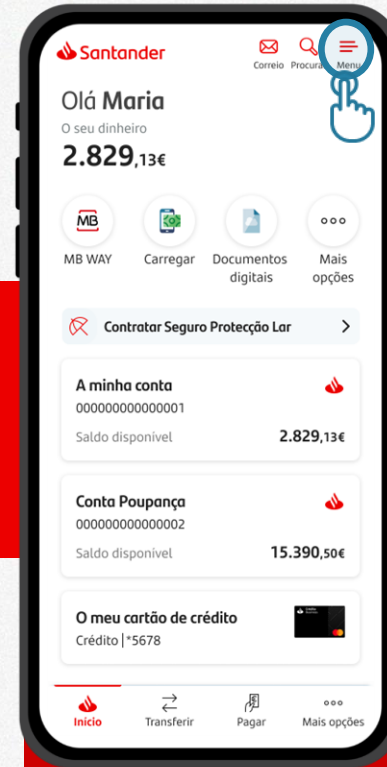 Santander
Correio Procurar Menu
Olá Maria
O seu dinheiro
2.829,13€
MB
MB WAY Carregar Documentos digitais Mais opções
Contratar Seguro Protecção Lar
A minha conta
000000000000001
Saldo disponível 2.829,13€
Conta Poupança
000000000000002
Saldo disponível 15.390,50€
O meu cartão de crédito
Crédito | *5678
Início Transferir Pagar Mais opções